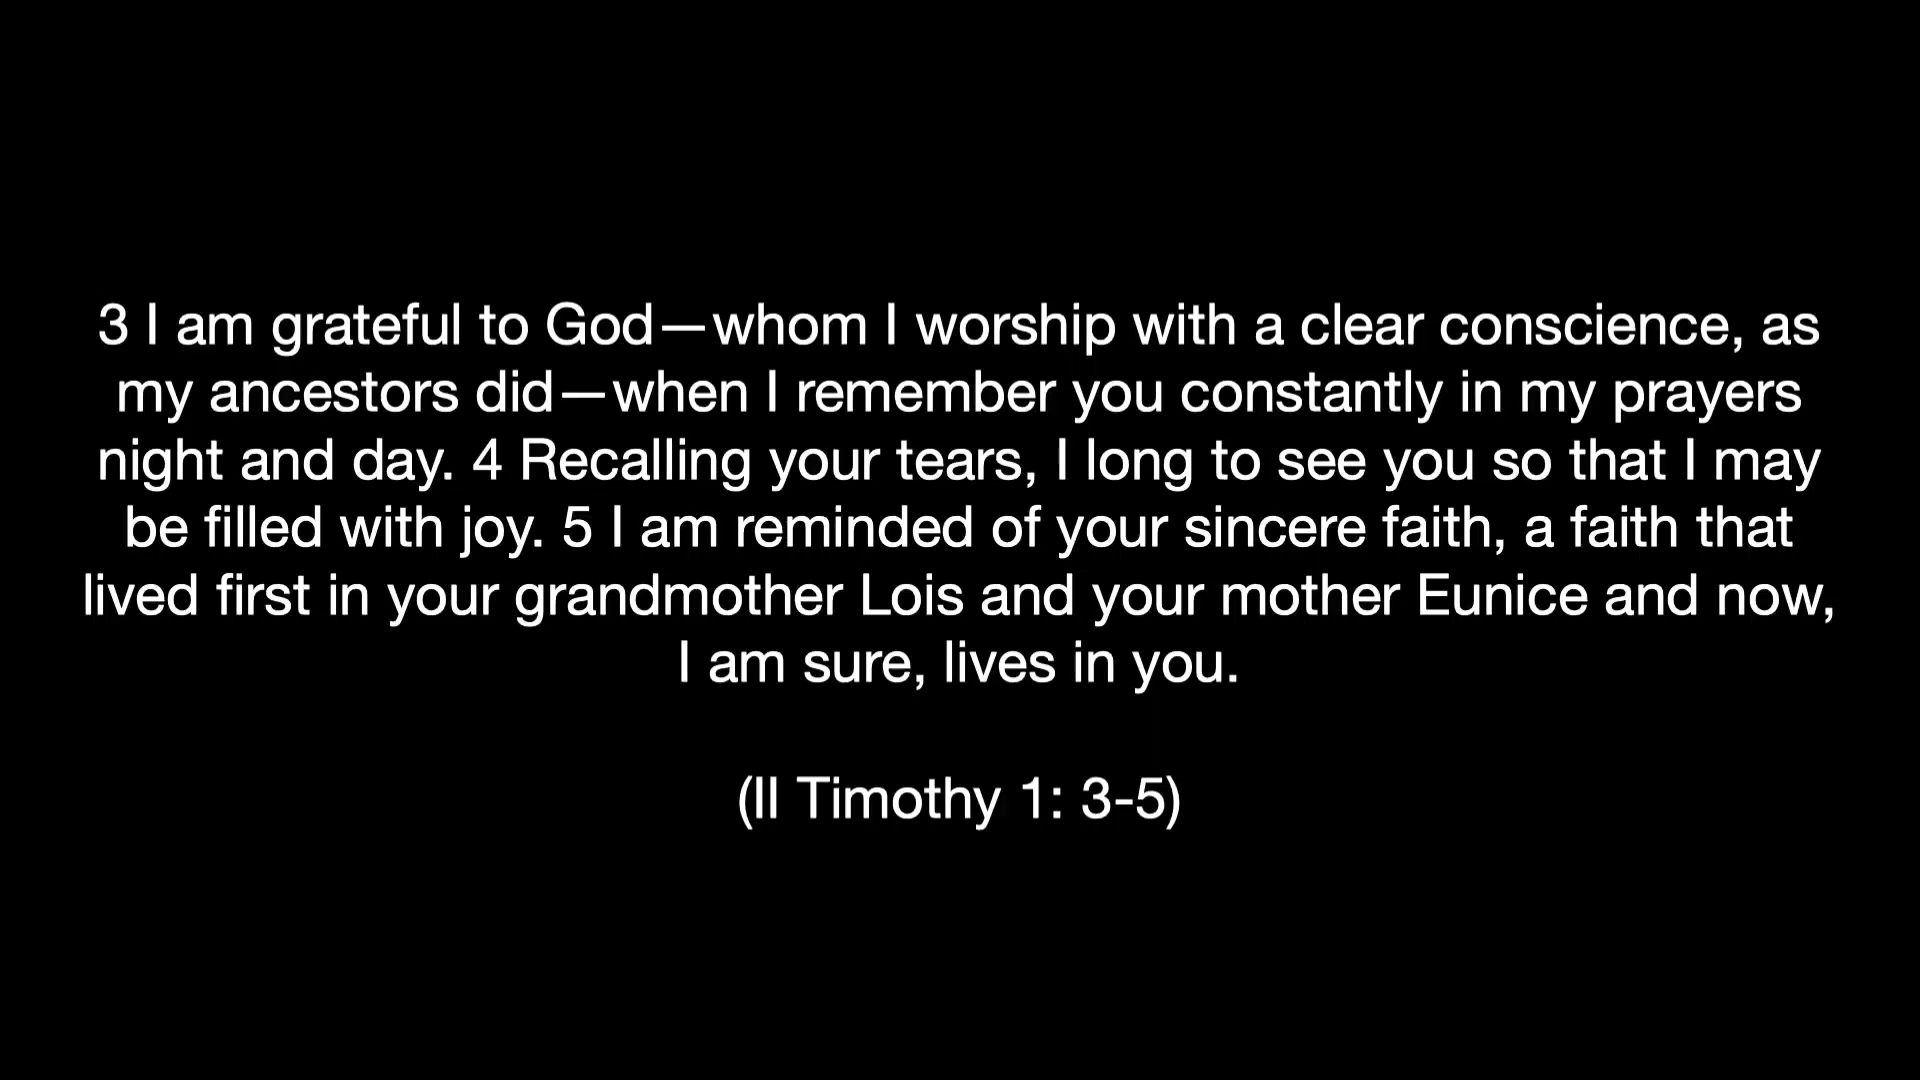 3 I am grateful to God—whom I worship with a clear conscience, as
my ancestors did—when I remember you constantly in my prayers
night and day. 4 Recalling your tears, I long to see you so that I may
be filled with joy. 5 I am reminded of your sincere faith, a faith that
lived first in your grandmother Lois and your mother Eunice and now,
I am sure, lives in you.
(II Timothy 1: 3-5)